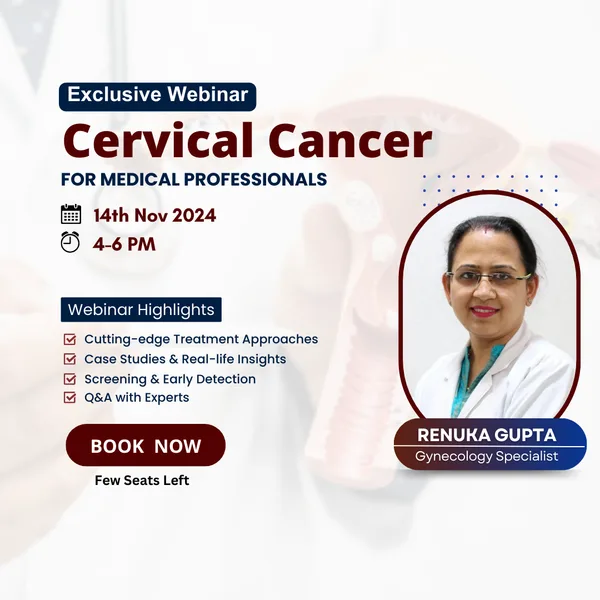 Exclusive Webinar
Cervical Cancer
FOR MEDICAL PROFESSIONALS
14th Nov 2024
4-6 PM
Webinar Highlights
Cutting-edge Treatment Approaches
Case Studies & Real-life Insights
Screening & Early Detection
Q&A with Experts
BOOK NOW
Few Seats Left
RENUKA GUPTA
Gynecology Specialist